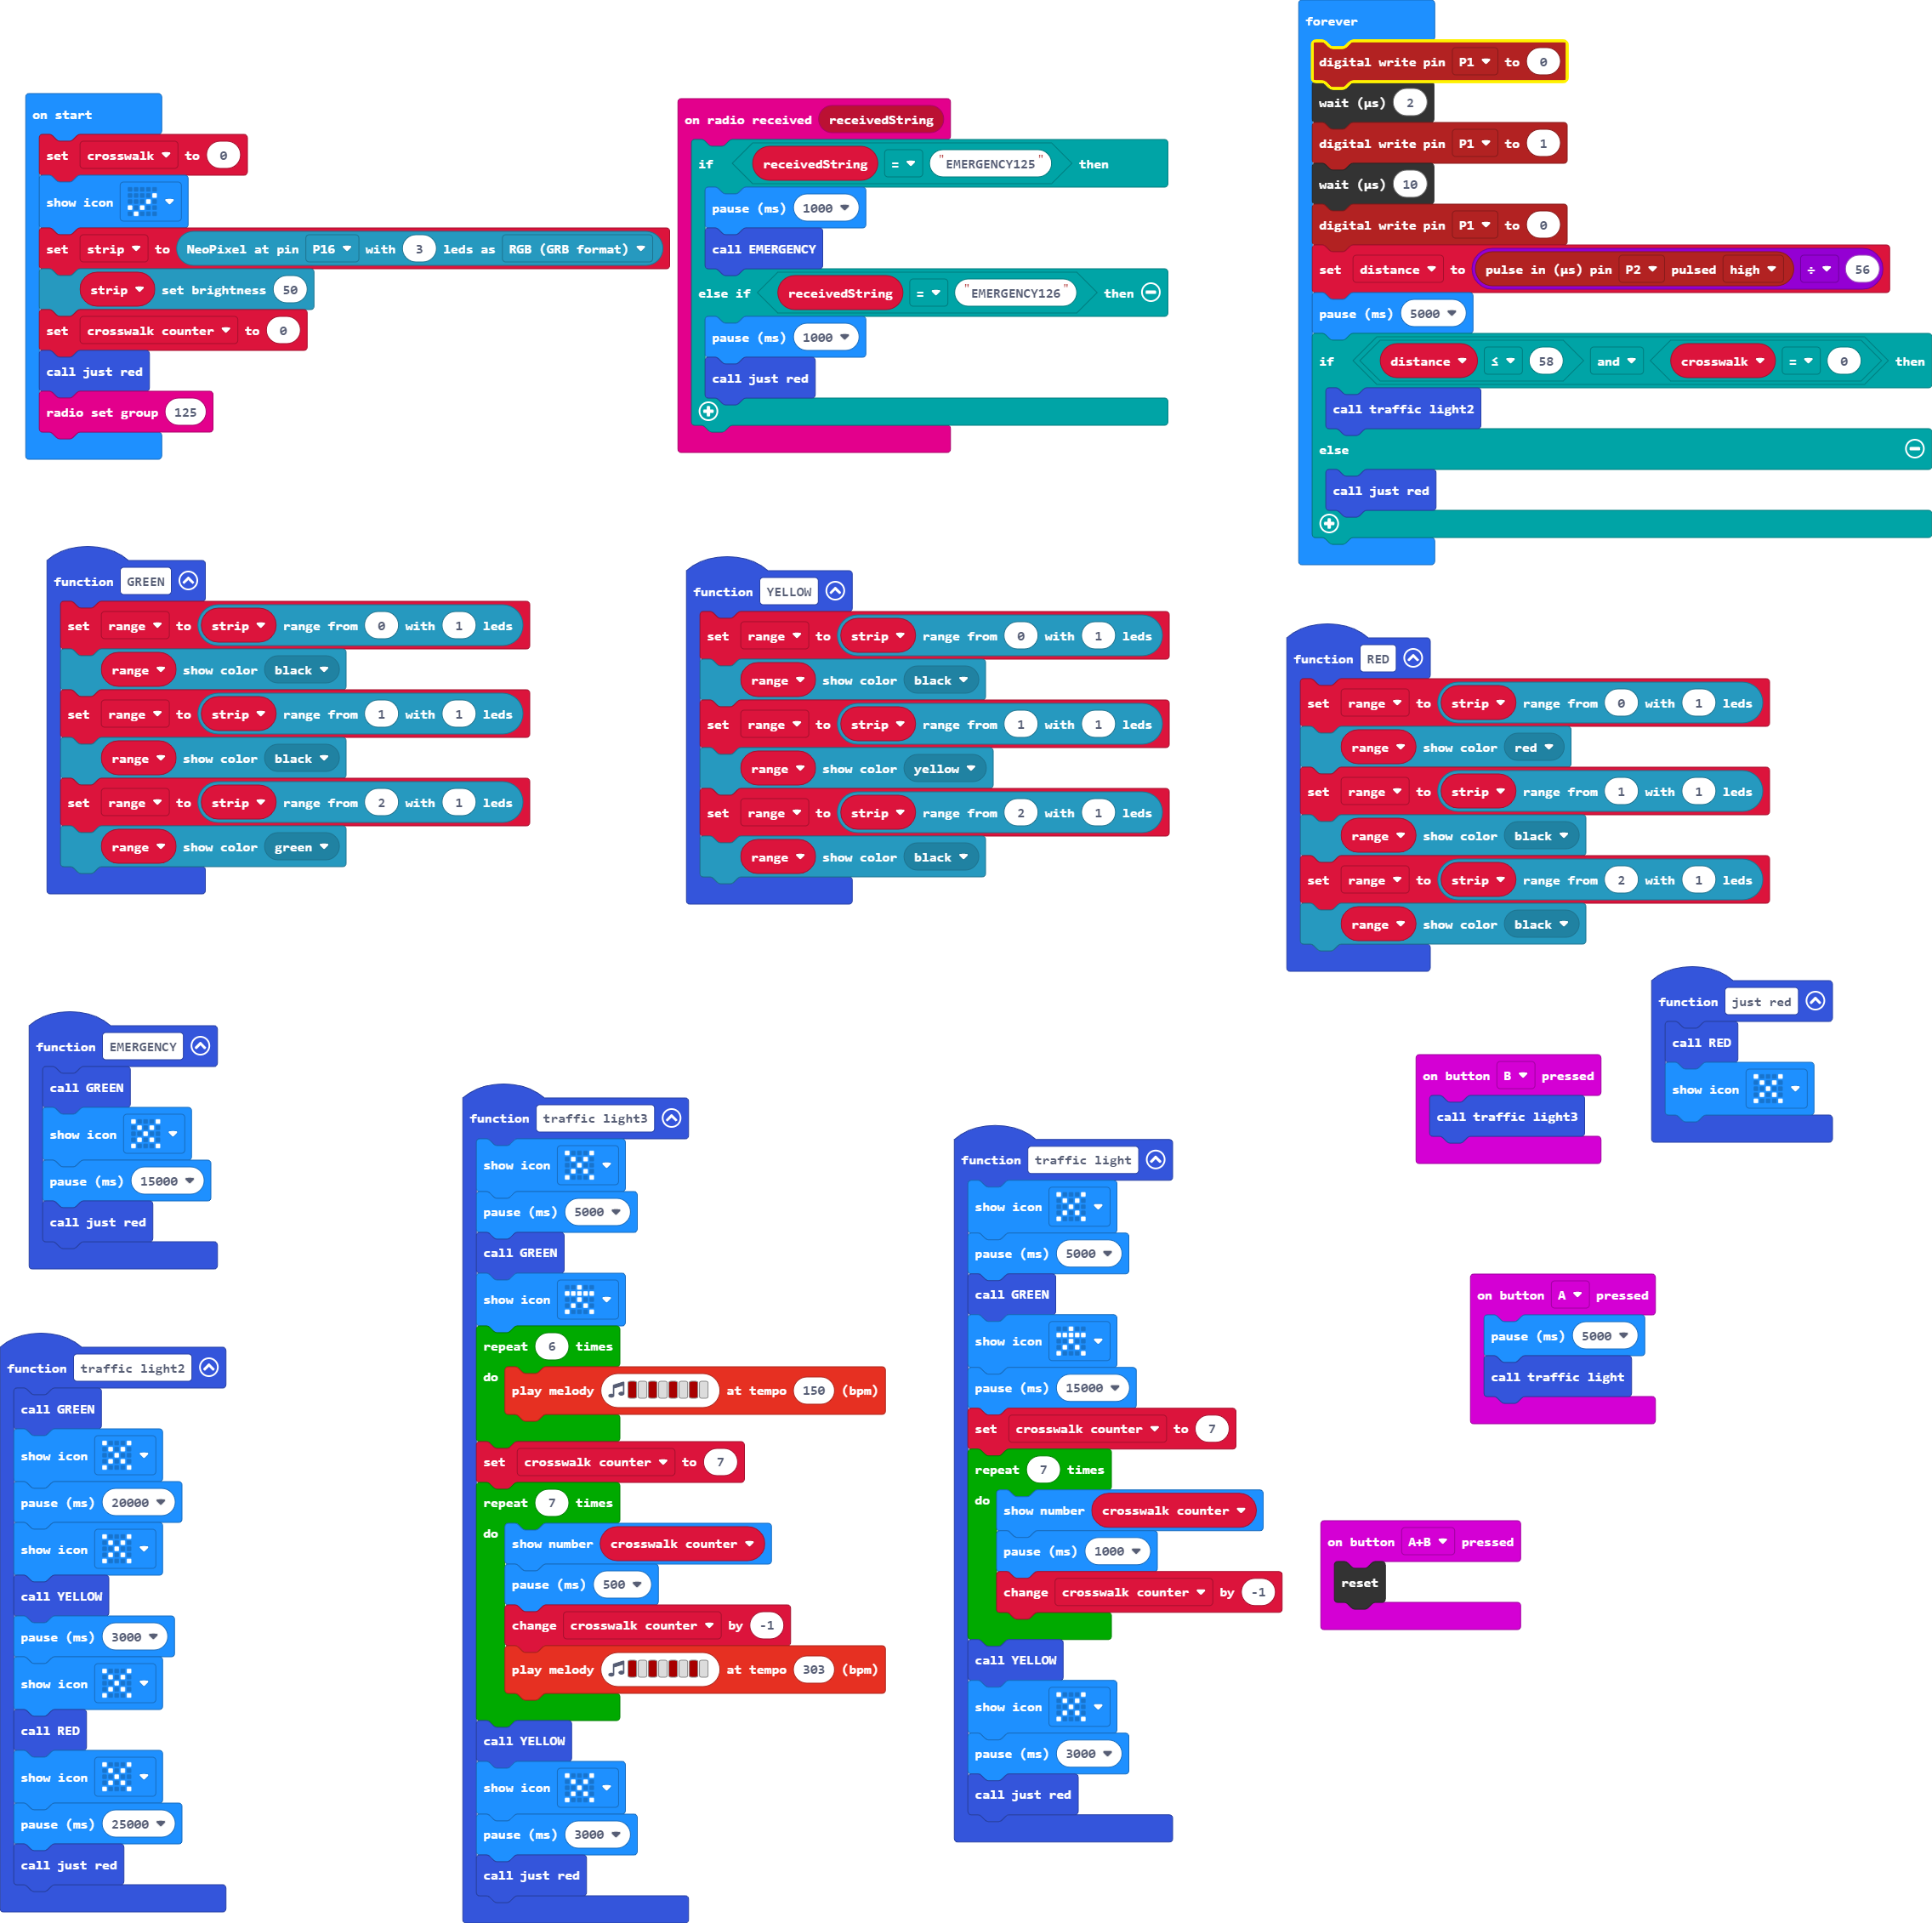 on start
set crosswalk to 0
show icon
set strip to NeoPixel at pin P16 with 3 leds as RGB (GRB format)
strip set brightness 50
set crosswalk counter to 0
call just red
radio set group 125
on radio received receivedString
if receivedString = "EMERGENCY125" then
pause (ms) 1000
call EMERGENCY
else if receivedString = "EMERGENCY126" then
pause (ms) 1000
call just red
forever
digital write pin P1 to 0
wait (µs) 2
digital write pin P1 to 1
wait (µs) 10
digital write pin P1 to 0
set distance to pulse in (µs) pin P2 pulsed high ÷ 56
pause (ms) 5000
if distance ≤ 58 and crosswalk = 0 then
call traffic light2
else
call just red
function GREEN
set range to strip range from 0 with 1 leds
range show color black
set range to strip range from 1 with 1 leds
range show color black
set range to strip range from 2 with 1 leds
range show color green
function YELLOW
set range to strip range from 0 with 1 leds
range show color black
set range to strip range from 1 with 1 leds
range show color yellow
set range to strip range from 2 with 1 leds
range show color black
function RED
set range to strip range from 0 with 1 leds
range show color red
set range to strip range from 1 with 1 leds
range show color black
set range to strip range from 2 with 1 leds
range show color black
function just red
call RED
show icon
function EMERGENCY
call GREEN
show icon
pause (ms) 15000
call just red
function traffic light2
call GREEN
show icon
pause (ms) 20000
show icon
call YELLOW
pause (ms) 3000
show icon
call RED
show icon
pause (ms) 25000
call just red
function traffic light3
show icon
pause (ms) 5000
call GREEN
show icon
repeat 6 times
do play melody at tempo 150 (bpm)
set crosswalk counter to 7
repeat 7 times
do show number crosswalk counter
pause (ms) 500
change crosswalk counter by -1
play melody at tempo 303 (bpm)
call YELLOW
show icon
pause (ms) 3000
call just red
function traffic light
show icon
pause (ms) 5000
call GREEN
show icon
pause (ms) 15000
set crosswalk counter to 7
repeat 7 times
do show number crosswalk counter
pause (ms) 1000
change crosswalk counter by -1
call YELLOW
show icon
pause (ms) 3000
call just red
on button B pressed
call traffic light3
on button A pressed
pause (ms) 5000
call traffic light
on button A+B pressed
reset